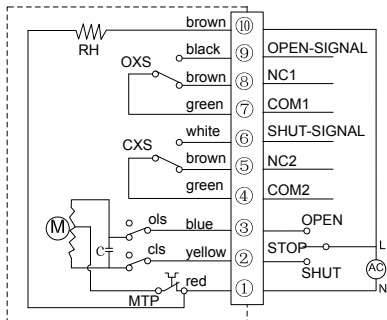 brown ⑩
RH
black ⑨ OPEN-SIGNAL
OXS
brown ⑧ NC1
green ⑦ COM1
white ⑥ SHUT-SIGNAL
CXS
brown ⑤ NC2
green ④ COM2
ols blue ③ OPEN
M
C
STOP L
cls yellow ② SHUT
AC
MTP red ① N